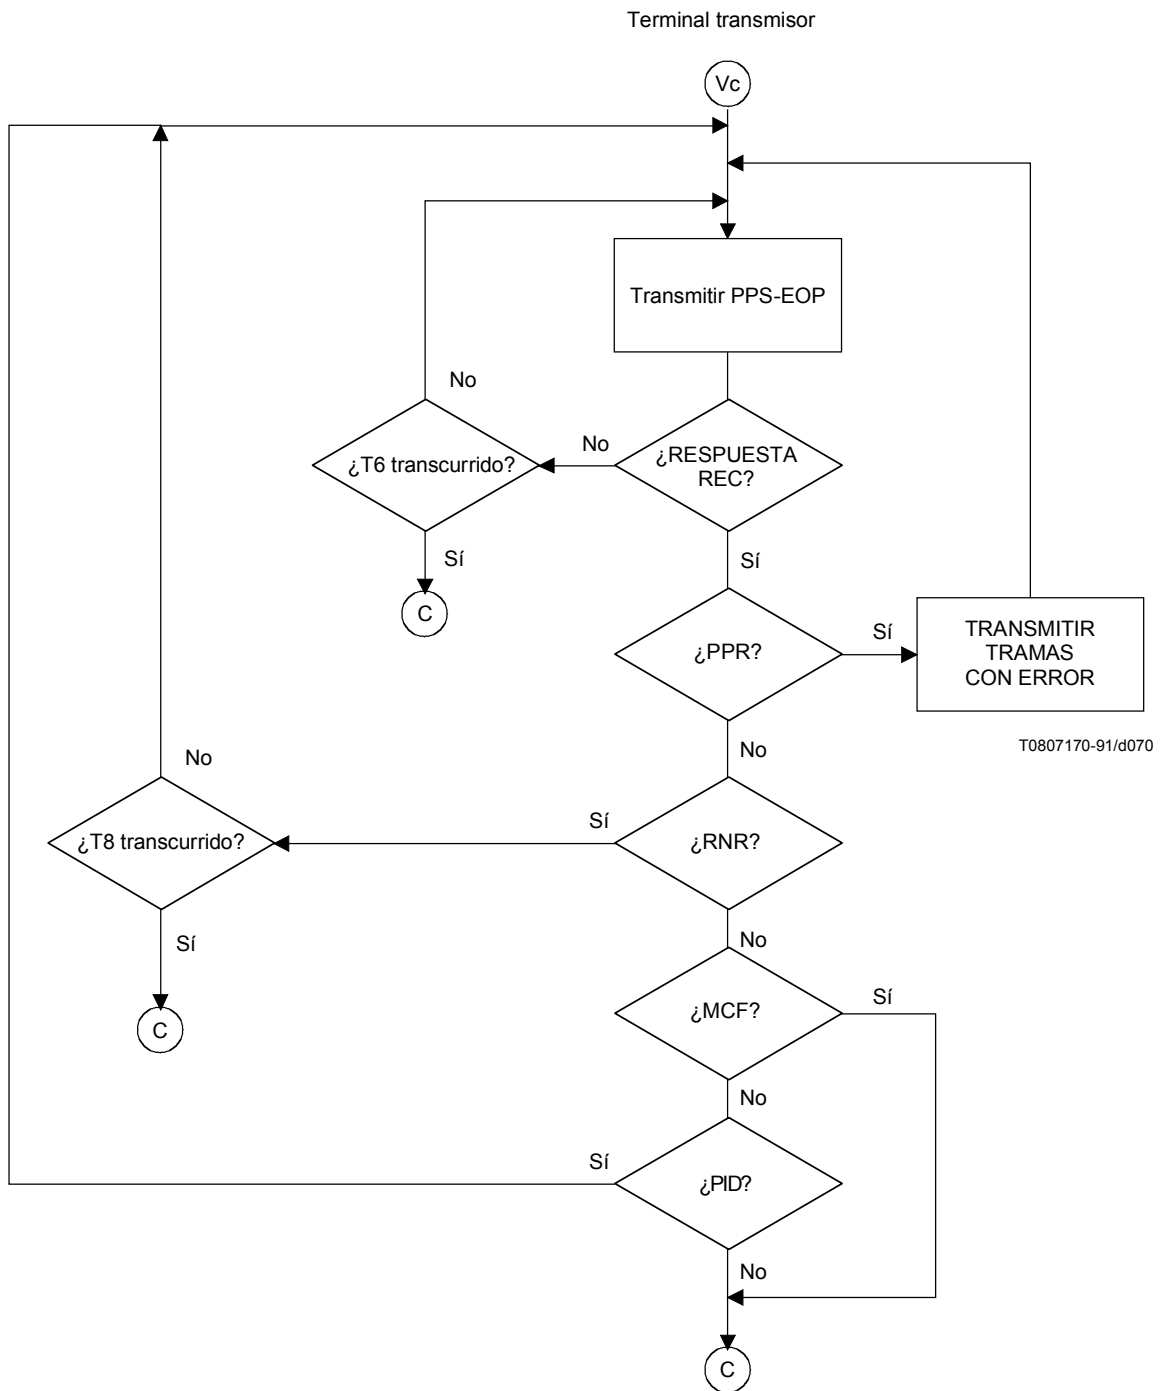 Terminal transmisor
Vc
Transmitir PPS-EOP
No
¿T6 transcurrido?
No
¿RESPUESTA
REC?
Sí
C
Sí
¿PPR?
Sí
TRANSMITIR
TRAMAS
CON ERROR
T0807170-91/d070
No
No
¿T8 transcurrido?
Sí
¿RNR?
Sí
C
No
¿MCF?
Sí
No
Sí
¿PID?
No
C